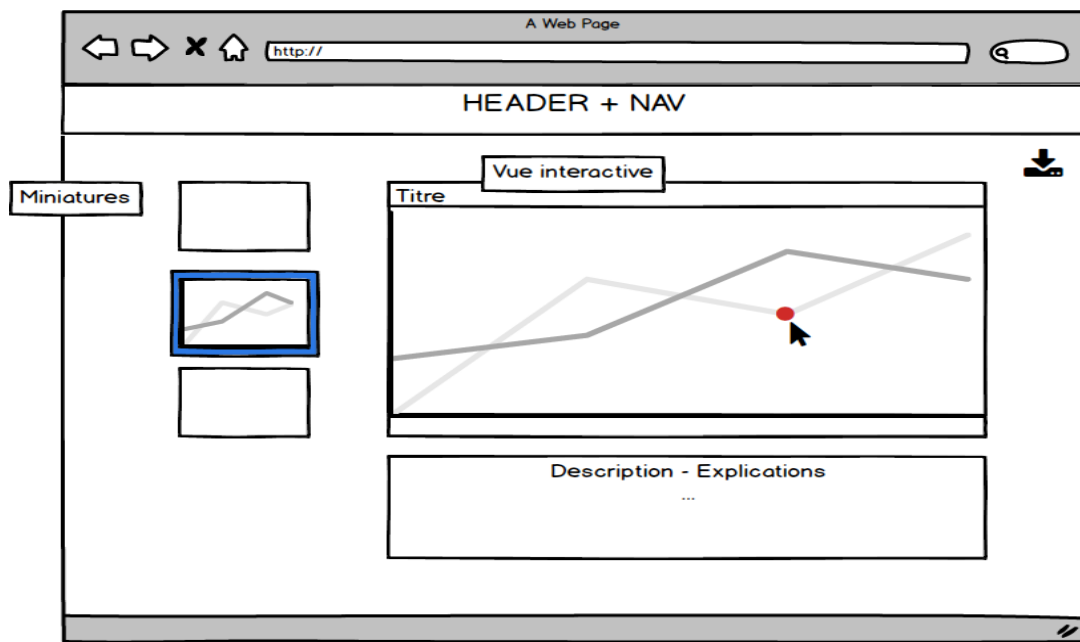 A Web Page
http://
HEADER + NAV
Vue interactive
Miniatures
Titre
Description - Explications
...